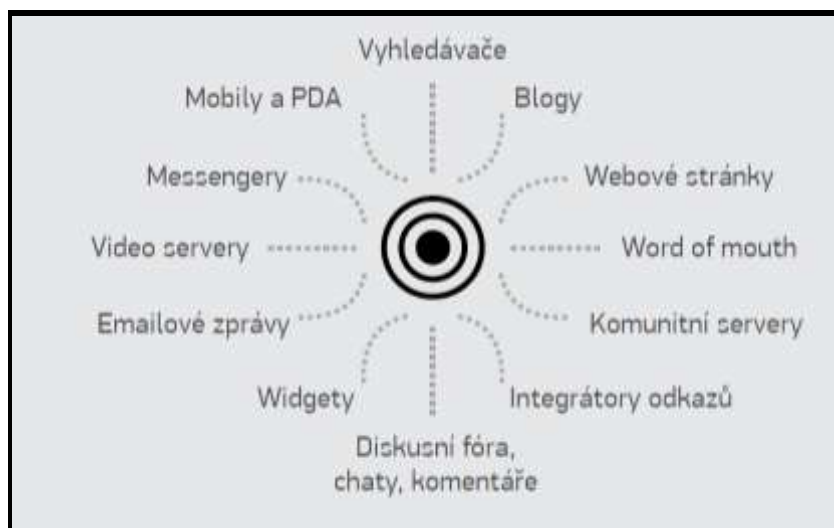 Vyhledávače
Mobily a PDA
Blogy
Messengery
Webové stránky
Video servery
Word of mouth
Emailové zprávy
Komunitní servery
Widgety
Integrátory odkazů
Diskusní fóra,
chaty, komentáře